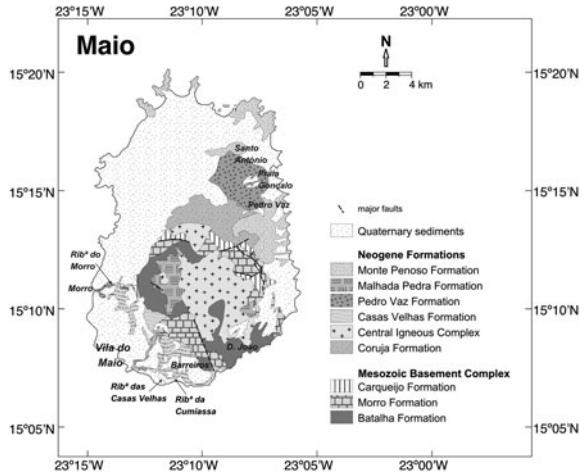 23°15'W 23°10'W 23°05'W 23°00'W
Maio
N
0 2 4 km
15°20'N 15°20'N
Santo
António
Praia
Gonçalo
15°15'N 15°15'N
Pedro Vaz
major faults
Quaternary sediments
Ribª do
Morro
Neogene Formations
Monte Penoso Formation
Malhada Pedra Formation
Morro
Pedro Vaz Formation
15°10'N 15°10'N
Casas Velhas Formation
Central Igneous Complex
Coruja Formation
Vila do
Maio
D. João
Barreiros
Mesozoic Basement Complex
Carqueijo Formation
Ribª das
Casas Velhas
Ribª da
Cumiassa
Morro Formation
Batalha Formation
15°05'N 15°05'N
23°15'W 23°10'W 23°05'W 23°00'W